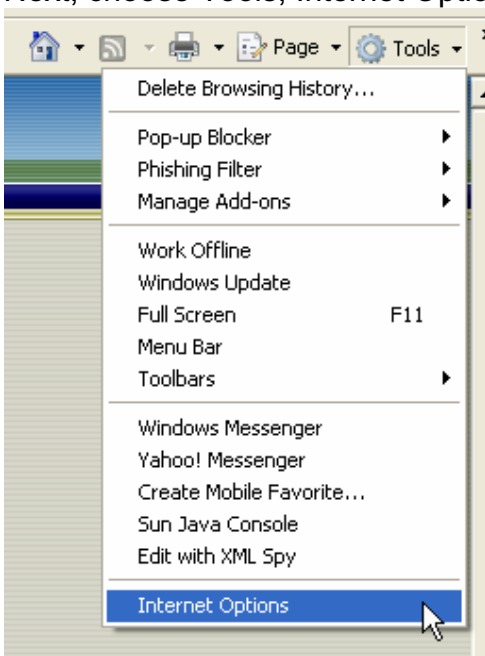 Next, choose Tools, Internet Optio
Page Tools
Delete Browsing History...
Pop-up Blocker
Phishing Filter
Manage Add-ons
Work Offline
Windows Update
Full Screen F11
Menu Bar
Toolbars
Windows Messenger
Yahoo! Messenger
Create Mobile Favorite...
Sun Java Console
Edit with XML Spy
Internet Options